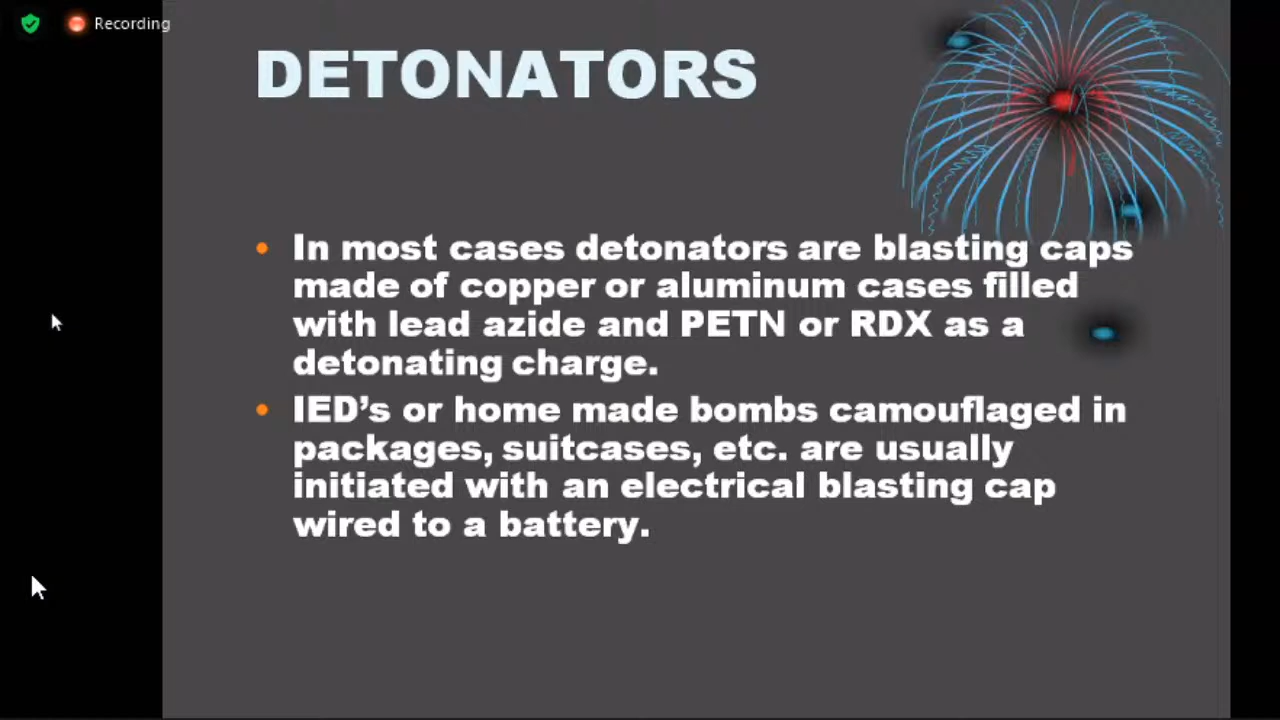 Recording
DETONATORS
• In most cases detonators are blasting caps
made of copper or aluminum cases filled
with lead azide and PETN or RDX as a
detonating charge.
• IED’s or home made bombs camouflaged in
packages, suitcases, etc. are usually
initiated with an electrical blasting cap
wired to a battery.